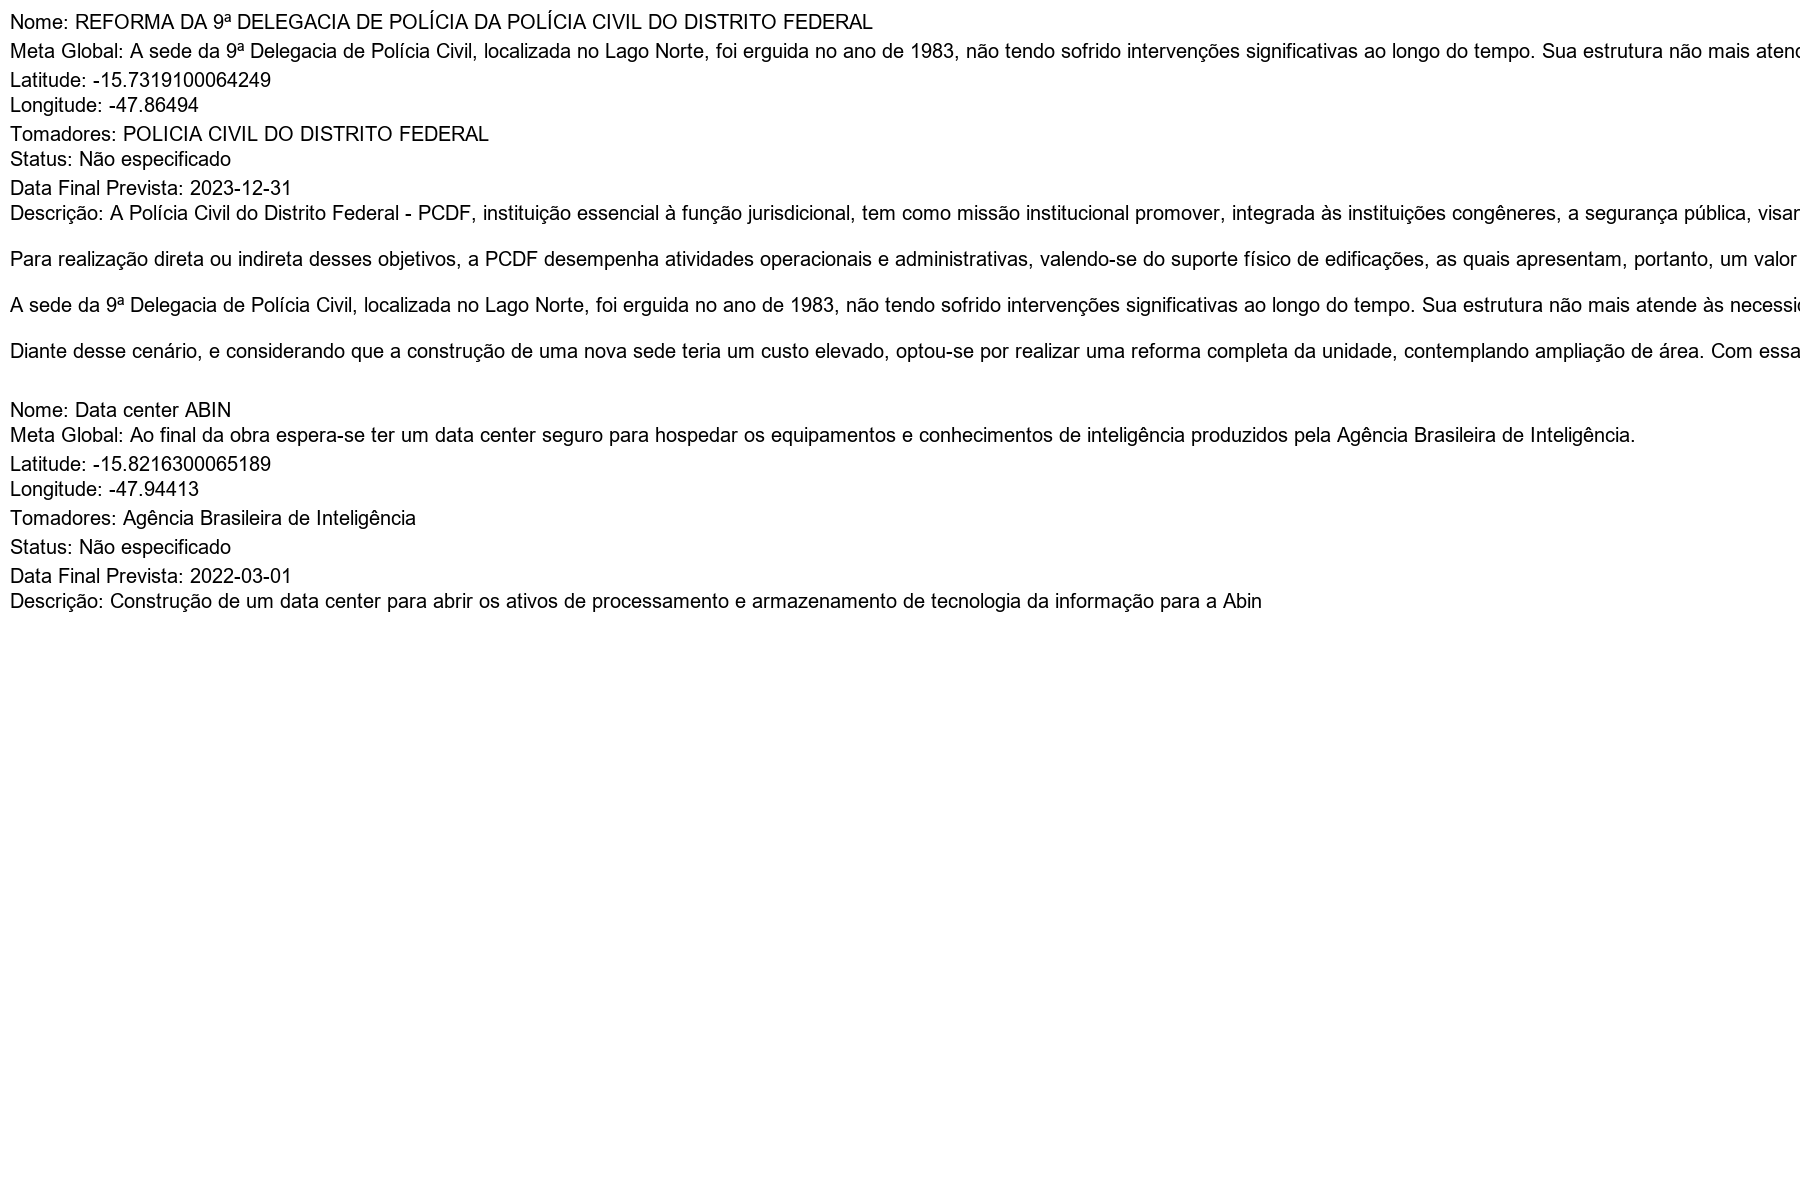 Nome: REFORMA DA 9ª DELEGACIA DE POLÍCIA DA POLÍCIA CIVIL DO DISTRITO FEDERAL
Meta Global: A sede da 9ª Delegacia de Polícia Civil, localizada no Lago Norte, foi erguida no ano de 1983, não tendo sofrido intervenções significativas ao longo do tempo. Sua estrutura não mais
Latitude: -15.7319100064249
Longitude: -47.86494
Tomadores: POLICIA CIVIL DO DISTRITO FEDERAL
Status: Não especificado
Data Final Prevista: 2023-12-31
Descrição: A Polícia Civil do Distrito Federal - PCDF, instituição essencial à função jurisdicional, tem como missão institucional promover, integrada às instituições congêneres, a segurança pública,
Para realização direta ou indireta desses objetivos, a PCDF desempenha atividades operacionais e administrativas, valendo-se do suporte físico de edificações, as quais apresentam, portanto, um valor
A sede da 9ª Delegacia de Polícia Civil, localizada no Lago Norte, foi erguida no ano de 1983, não tendo sofrido intervenções significativas ao longo do tempo. Sua estrutura não mais atende às
Diante desse cenário, e considerando que a construção de uma nova sede teria um custo elevado, optou-se por realizar uma reforma completa da unidade, contemplando ampliação de área. Com essa
Nome: Data center ABIN
Meta Global: Ao final da obra espera-se ter um data center seguro para hospedar os equipamentos e conhecimentos de inteligência produzidos pela Agência Brasileira de Inteligência.
Latitude: -15.8216300065189
Longitude: -47.94413
Tomadores: Agência Brasileira de Inteligência
Status: Não especificado
Data Final Prevista: 2022-03-01
Descrição: Construção de um data center para abrir os ativos de processamento e armazenamento de tecnologia da informação para a Abin